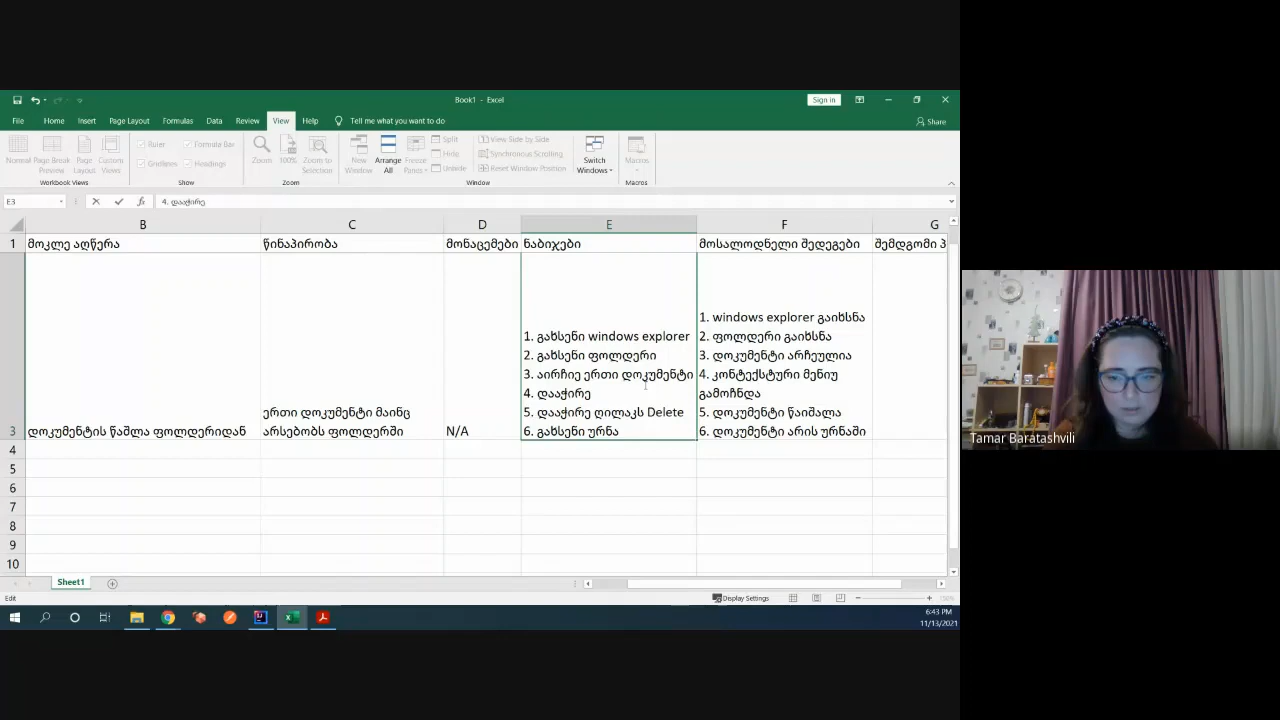 Book1 - Excel
Sign in
File Home Insert Page Layout Formulas Data Review View Help Tell me what you want to do
Share
Normal Page Break Preview Page Layout Custom Views
Ruler Formula Bar
Gridlines Headings
Zoom 100% Zoom to Selection
New Window Arrange All Freeze Panes
Split
Hide
Unhide
View Side by Side
Synchronous Scrolling
Reset Window Position
Switch Windows
Macros
Workbook Views Show Zoom Window Macros
E3 4. დააჭირე
B C D E F G
1 მოკლე აღწერა წინაპირობა მონაცემები ნაბიჯები მოსალოდნელი შედეგები შემდგომი პ
3 დოკუმენტის წაშლა ფოლდერიდან
ერთი დოკუმენტი მაინც
არსებობს ფოლდერში
N/A
1. გახსენი windows explorer
2. გახსენი ფოლდერი
3. აირჩიე ერთი დოკუმენტი
4. დააჭირე
5. დააჭირე ღილაკს Delete
6. გახსენი ურნა
1. windows explorer გაიხსნა
2. ფოლდერი გაიხსნა
3. დოკუმენტი არჩეულია
4. კონტექსტური მენიუ
გამოჩნდა
5. დოკუმენტი წაიშალა
6. დოკუმენტი არის ურნაში
4
5
6
7
8
9
10
Sheet1
Edit
Display Settings
6:43 PM
11/13/2021
Tamar Baratashvili